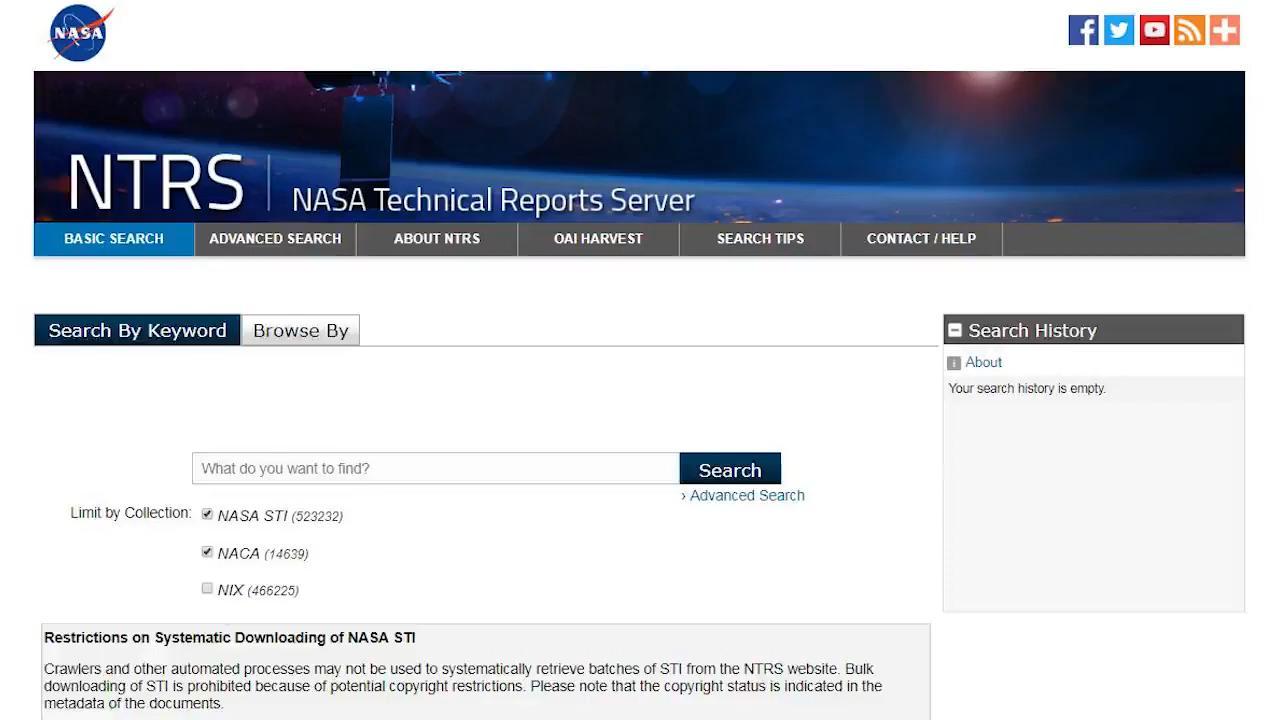 NASA
NTRS
NASA Technical Reports Server
BASIC SEARCH
ADVANCED SEARCH
ABOUT NTRS
OAI HARVEST
SEARCH TIPS
CONTACT / HELP
Search By Keyword
Browse By
Search History
About
Your search history is empty.
What do you want to find?
Search
› Advanced Search
Limit by Collection:
NASA STI (523232)
NACA (14639)
NIX (466225)
Restrictions on Systematic Downloading of NASA STI
Crawlers and other automated processes may not be used to systematically retrieve batches of STI from the NTRS website. Bulk
downloading of STI is prohibited because of potential copyright restrictions. Please note that the copyright status is indicated in the
metadata of the documents.